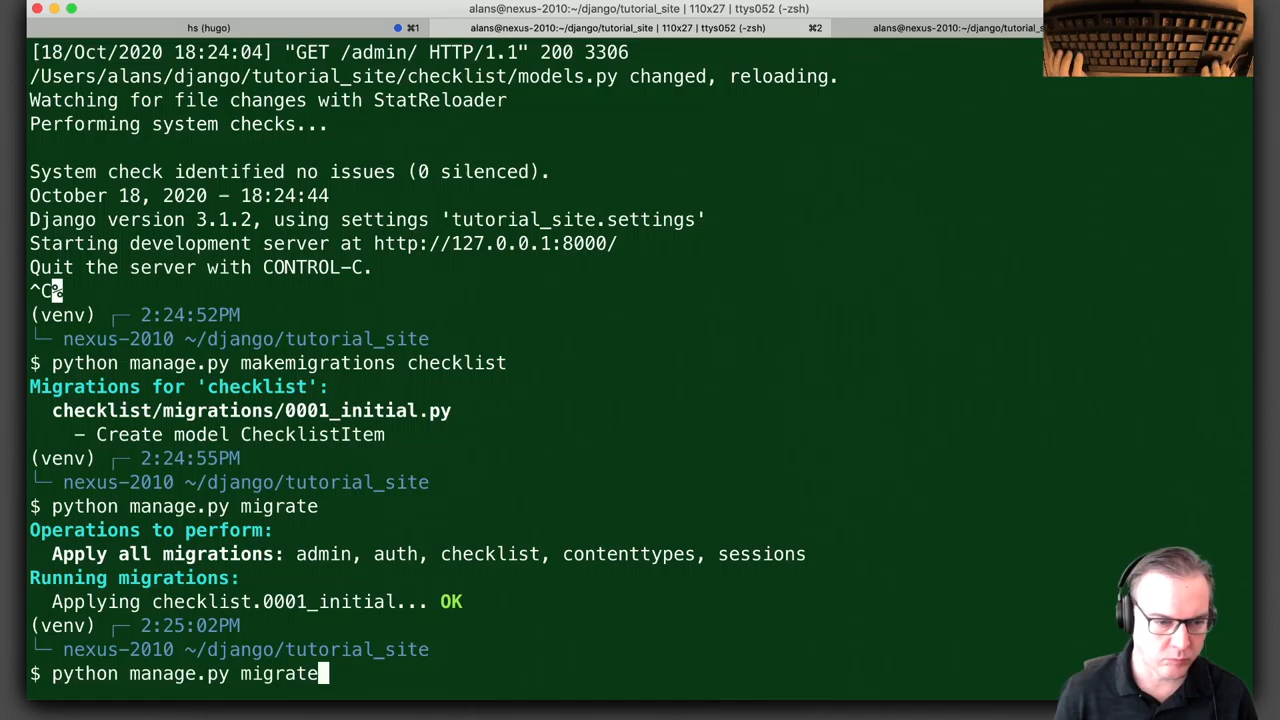 alans@nexus-2010:~/django/tutorial_site | 110x27 | ttys052 (-zsh)
hs (hugo) ⌘1 alans@nexus-2010:~/django/tutorial_site | 110x27 | ttys052 (-zsh) ⌘2 alans@nexus-2010:~/django/tutorial_s
[18/Oct/2020 18:24:04] "GET /admin/ HTTP/1.1" 200 3306
/Users/alans/django/tutorial_site/checklist/models.py changed, reloading.
Watching for file changes with StatReloader
Performing system checks...
System check identified no issues (0 silenced).
October 18, 2020 - 18:24:44
Django version 3.1.2, using settings 'tutorial_site.settings'
Starting development server at http://127.0.0.1:8000/
Quit the server with CONTROL-C.
^C%
(venv) ┌─ 2:24:52PM
└─ nexus-2010 ~/django/tutorial_site
$ python manage.py makemigrations checklist
Migrations for 'checklist':
checklist/migrations/0001_initial.py
- Create model ChecklistItem
(venv) ┌─ 2:24:55PM
└─ nexus-2010 ~/django/tutorial_site
$ python manage.py migrate
Operations to perform:
Apply all migrations: admin, auth, checklist, contenttypes, sessions
Running migrations:
Applying checklist.0001_initial... OK
(venv) ┌─ 2:25:02PM
└─ nexus-2010 ~/django/tutorial_site
$ python manage.py migrate